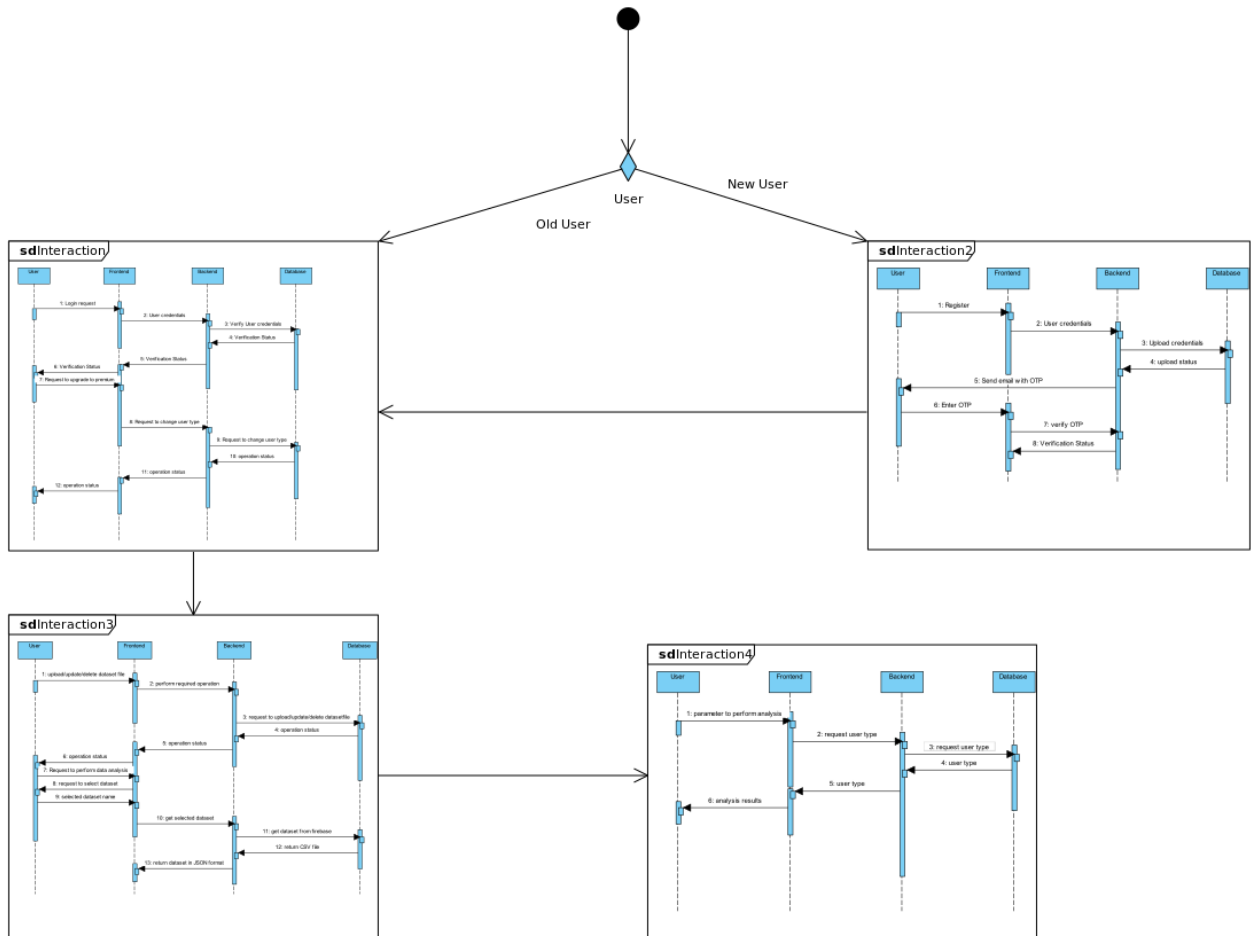 User
New User
Old User
sdInteraction
User
Frontend
Backend
Database
1: Login request
2: User credentials
3: Verify User credentials
4: Verification Status
5: Verification Status
6: Verification Status
7: Request to upgrade to premium
8: Request to change user type
9: Request to change user type
10: operation status
11: operation status
12: operation status
sdInteraction2
User
Frontend
Backend
Database
1: Register
2: User credentials
3: Upload credentials
4: upload status
5: Send email with OTP
6: Enter OTP
7: verify OTP
8: Verification Status
sdInteraction3
User
Frontend
Backend
Database
1: upload/update/delete dataset file
2: perform required operation
3: request to upload/update/delete datasetfile
4: operation status
5: operation status
6: operation status
7: Request to perform data analysis
8: request to select dataset
9: selected dataset name
10: get selected dataset
11: get dataset from firebase
12: return CSV file
13: return dataset in JSON format
sdInteraction4
User
Frontend
Backend
Database
1: parameter to perform analysis
2: request user type
3: request user type
4: user type
5: user type
6: analysis results